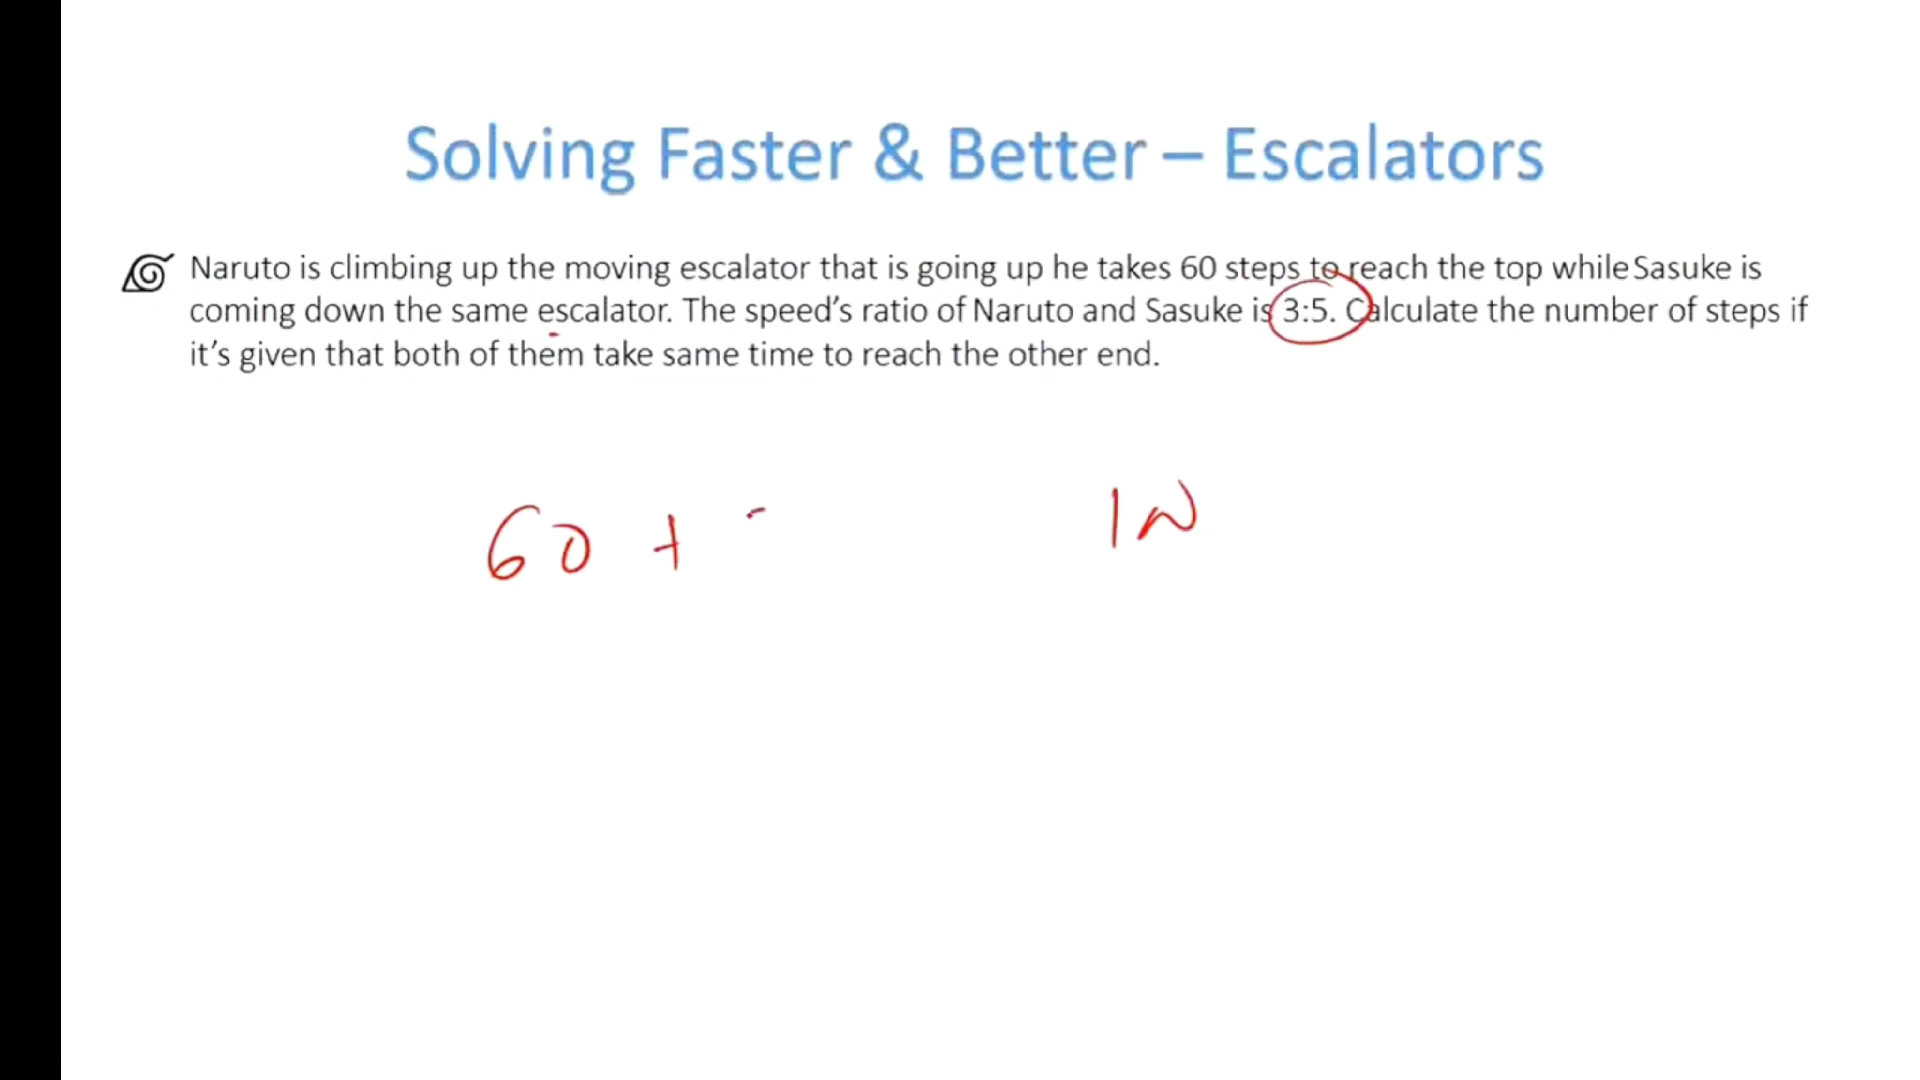 Solving Faster & Better – Escalators
Naruto is climbing up the moving escalator that is going up he takes 60 steps to reach the top while Sasuke is
coming down the same escalator. The speed’s ratio of Naruto and Sasuke is 3:5. Calculate the number of steps if
it’s given that both of them take same time to reach the other end.
60 +